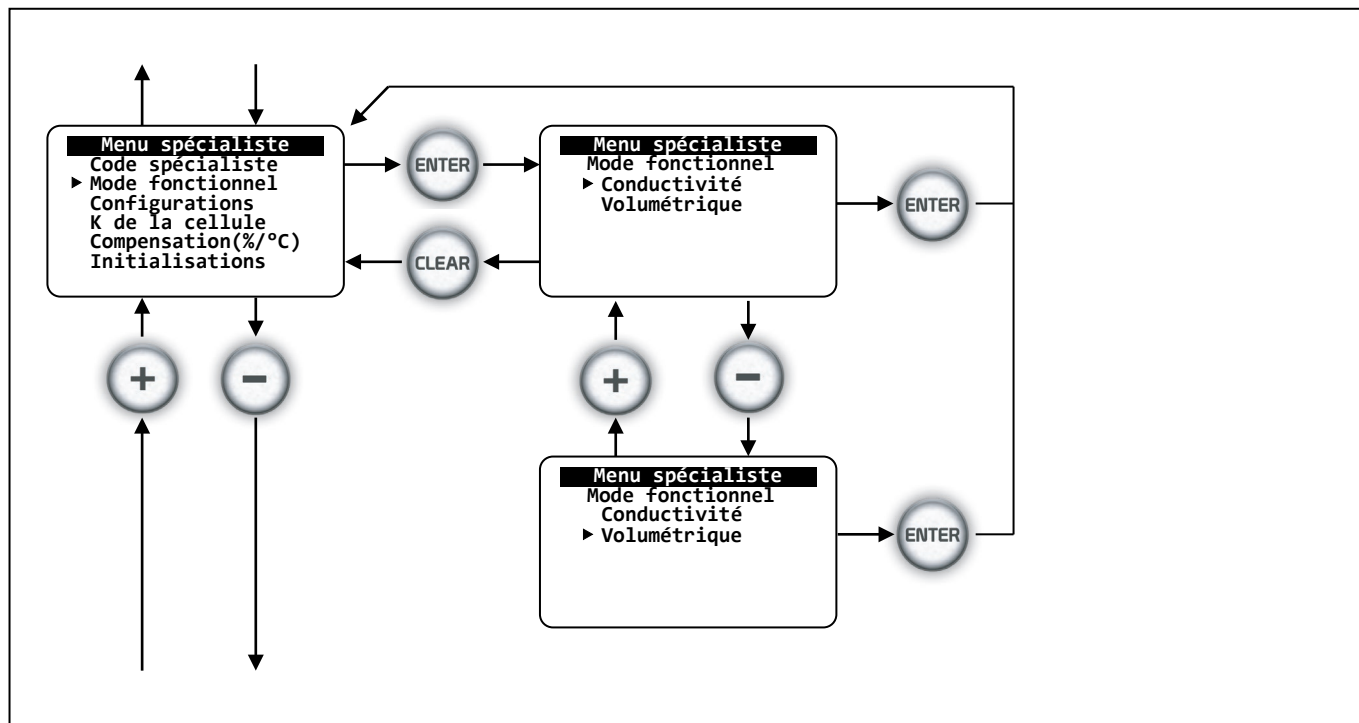 Menu spécialiste
Code spécialiste
Mode fonctionnel
Configurations
K de la cellule
Compensation(%/°C)
Initialisations
ENTER
CLEAR
Menu spécialiste
Mode fonctionnel
Conductivité
Volumétrique
ENTER
+
-
+
-
Menu spécialiste
Mode fonctionnel
Conductivité
Volumétrique
ENTER